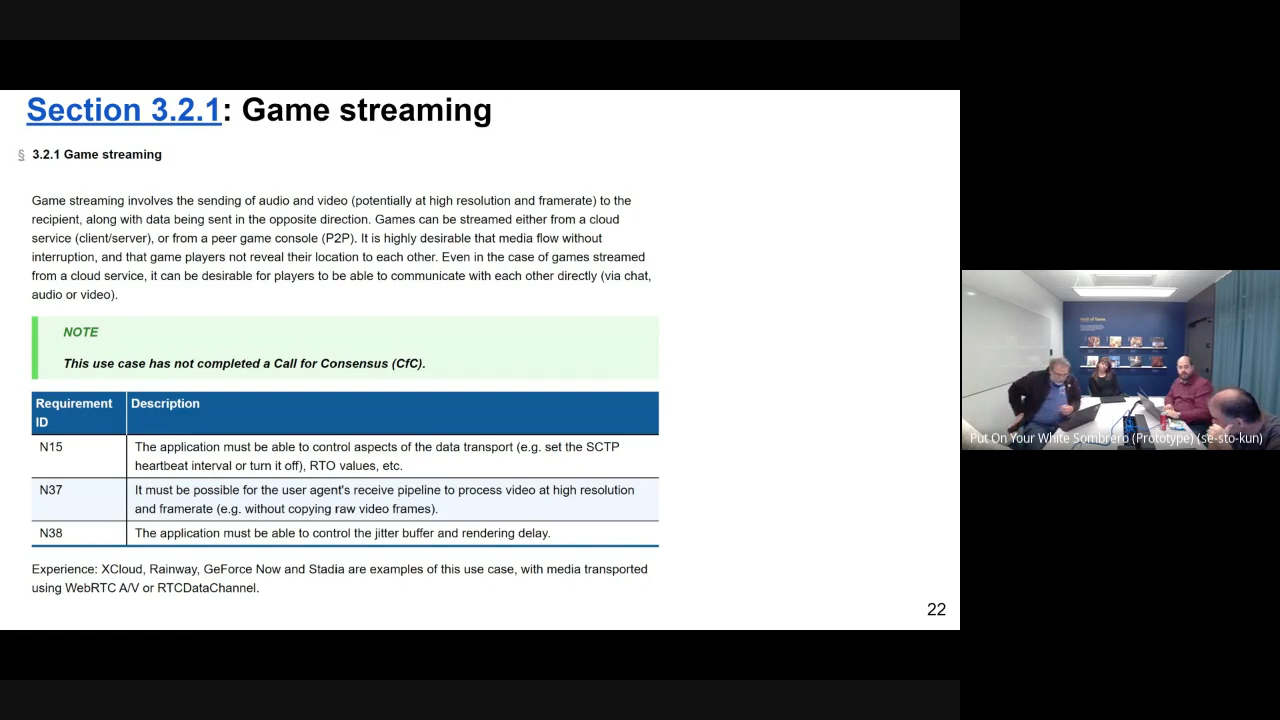 Section 3.2.1: Game streaming
§ 3.2.1 Game streaming
Game streaming involves the sending of audio and video (potentially at high resolution and framerate) to the
recipient, along with data being sent in the opposite direction. Games can be streamed either from a cloud
service (client/server), or from a peer game console (P2P). It is highly desirable that media flow without
interruption, and that game players not reveal their location to each other. Even in the case of games streamed
from a cloud service, it can be desirable for players to be able to communicate with each other directly (via chat,
audio or video).
NOTE
This use case has not completed a Call for Consensus (CfC).
Requirement
ID
Description
N15
The application must be able to control aspects of the data transport (e.g. set the SCTP
heartbeat interval or turn it off), RTO values, etc.
N37
It must be possible for the user agent's receive pipeline to process video at high resolution
and framerate (e.g. without copying raw video frames).
N38
The application must be able to control the jitter buffer and rendering delay.
Experience: XCloud, Rainway, GeForce Now and Stadia are examples of this use case, with media transported
using WebRTC A/V or RTCDataChannel.
22
Hall of Fame
Put On Your White Sombrero (Prototype) (se-sto-kun)